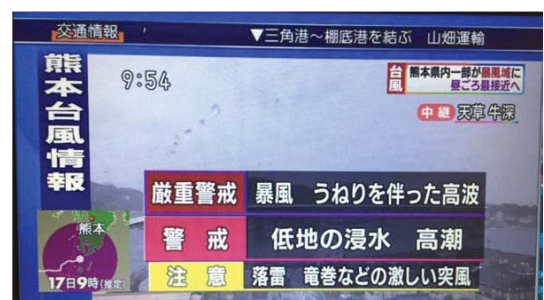 交通情報
▼三角港～棚底港を結ぶ 山畑運輸
熊本台風情報
9:54
台風
熊本県内一部が暴風域に
昼ごろ最接近へ
中継 天草 牛深
厳重警戒 暴風 うねりを伴った高波
警戒 低地の浸水 高潮
注意 落雷 竜巻などの激しい突風
熊本
17日9時(推定)